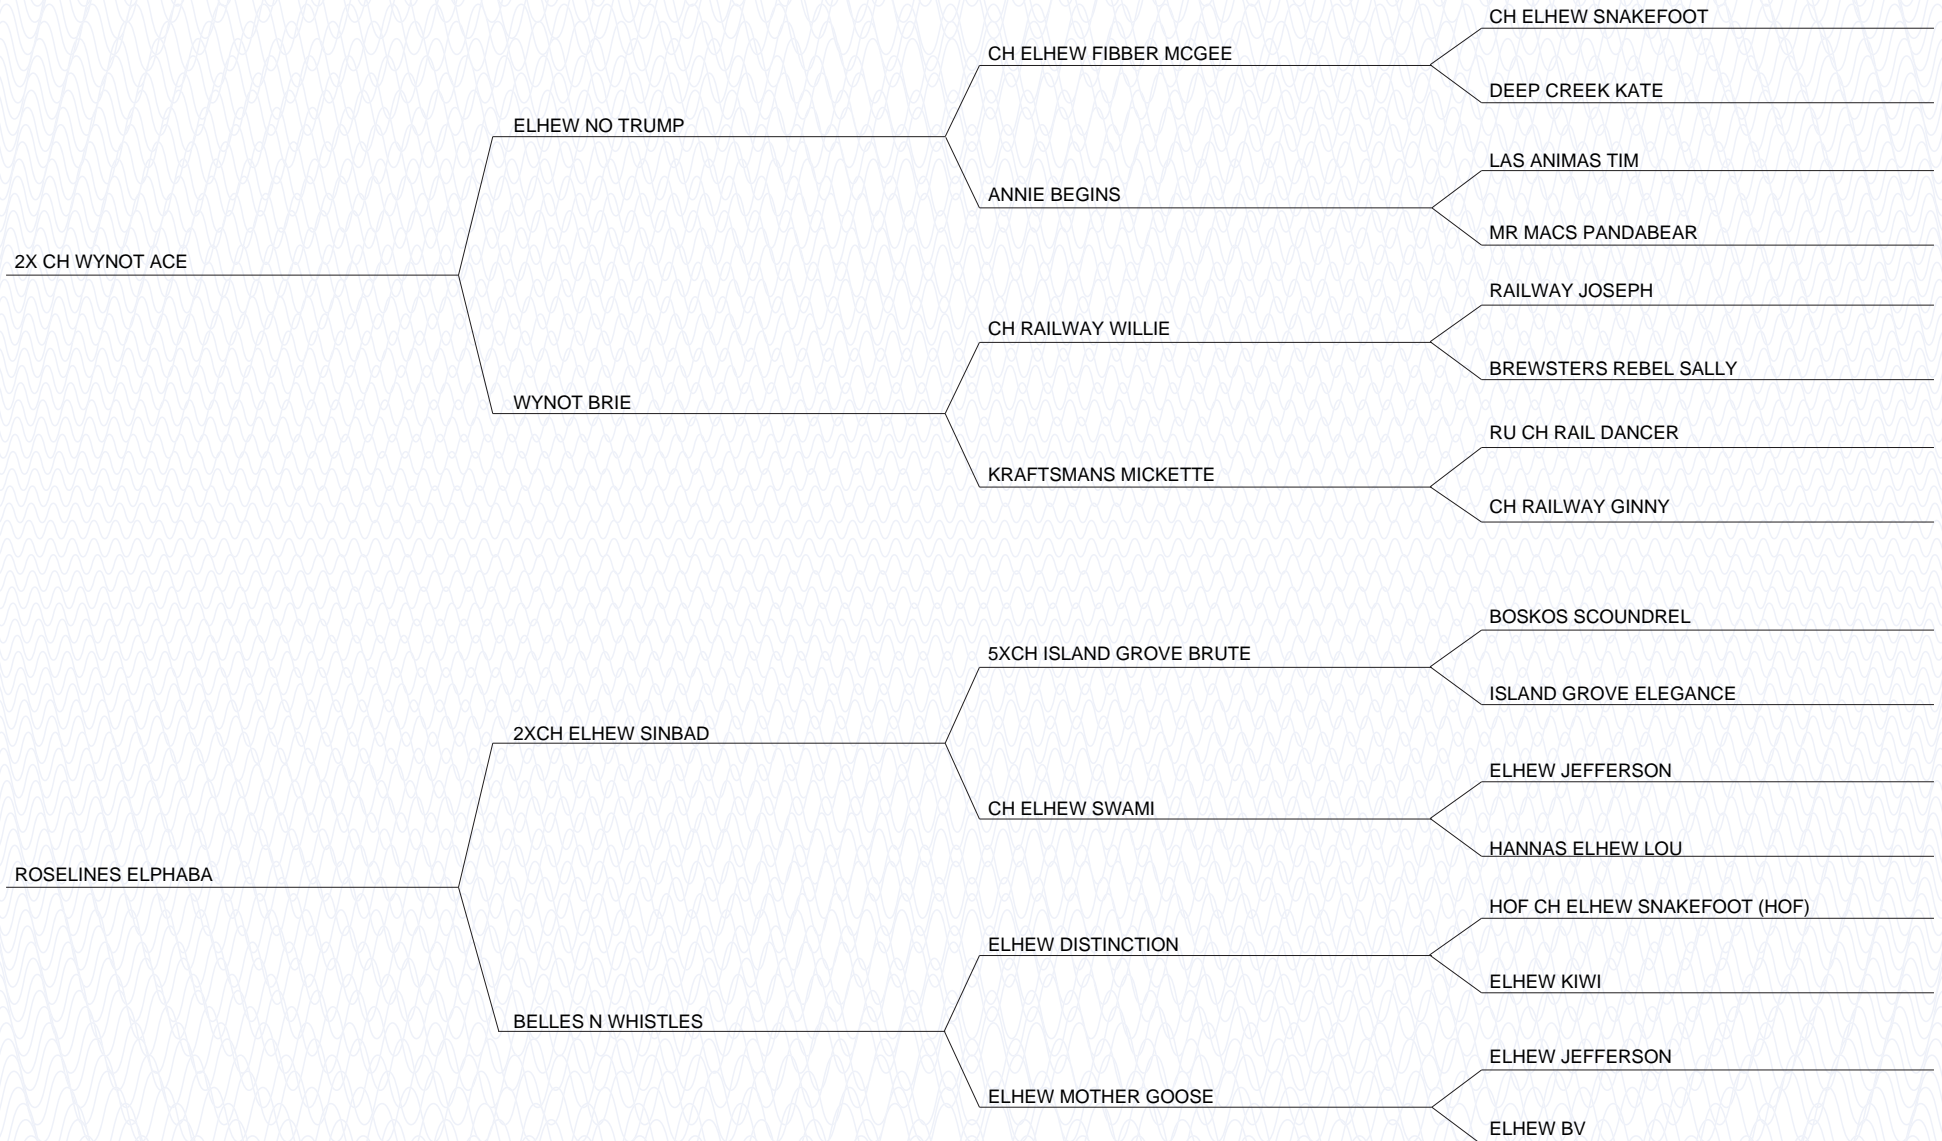 CH ELHEW SNAKEFOOT
CH ELHEW FIBBER MCGEE
DEEP CREEK KATE
ELHEW NO TRUMP
LAS ANIMAS TIM
ANNIE BEGINS
MR MACS PANDABEAR
2X CH WYNOT ACE
RAILWAY JOSEPH
CH RAILWAY WILLIE
BREWSTERS REBEL SALLY
WYNOT BRIE
RU CH RAIL DANCER
KRAFTSMANS MICKETTE
CH RAILWAY GINNY
BOSKOS SCOUNDREL
5XCH ISLAND GROVE BRUTE
ISLAND GROVE ELEGANCE
2XCH ELHEW SINBAD
ELHEW JEFFERSON
CH ELHEW SWAMI
HANNAS ELHEW LOU
ROSELINES ELPHABA
HOF CH ELHEW SNAKEFOOT (HOF)
ELHEW DISTINCTION
ELHEW KIWI
BELLES N WHISTLES
ELHEW JEFFERSON
ELHEW MOTHER GOOSE
ELHEW BV